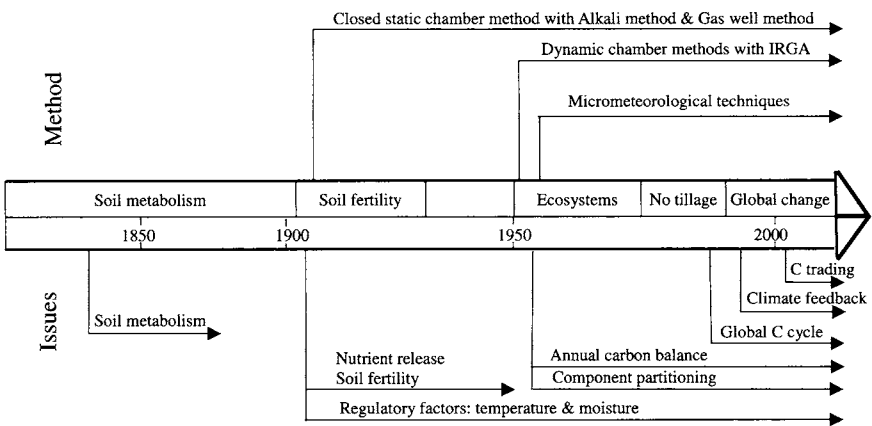 Closed static chamber method with Alkali method & Gas well method
Dynamic chamber methods with IRGA
Micrometeorological techniques
Method
Soil metabolism
Soil fertility
Ecosystems
No tillage
Global change
1850
1900
1950
2000
Issues
C trading
Climate feedback
Soil metabolism
Global C cycle
Nutrient release
Soil fertility
Annual carbon balance
Component partitioning
Regulatory factors: temperature & moisture